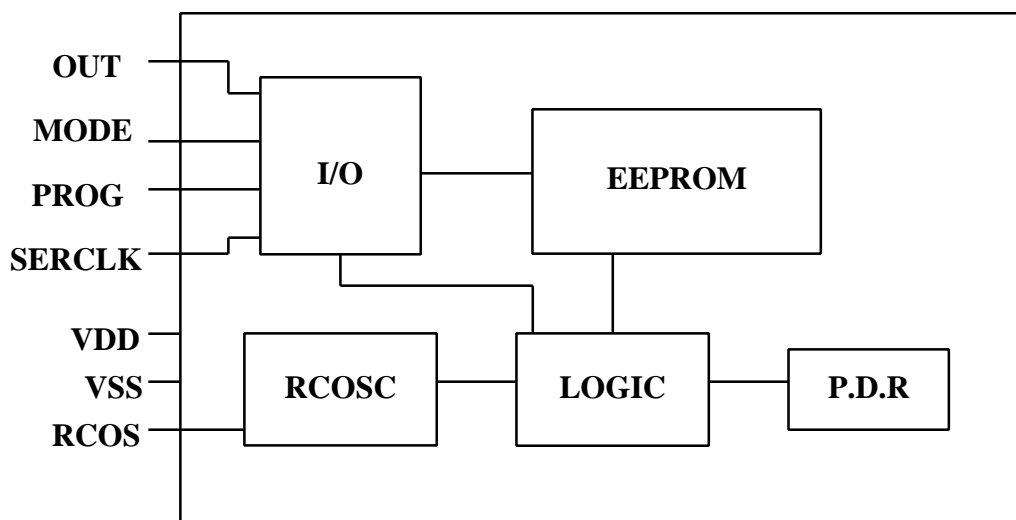 OUT
MODE
PROG
SERCLK
VDD
VSS
RCOS
I/O
EEPROM
RCOSC
LOGIC
P.D.R